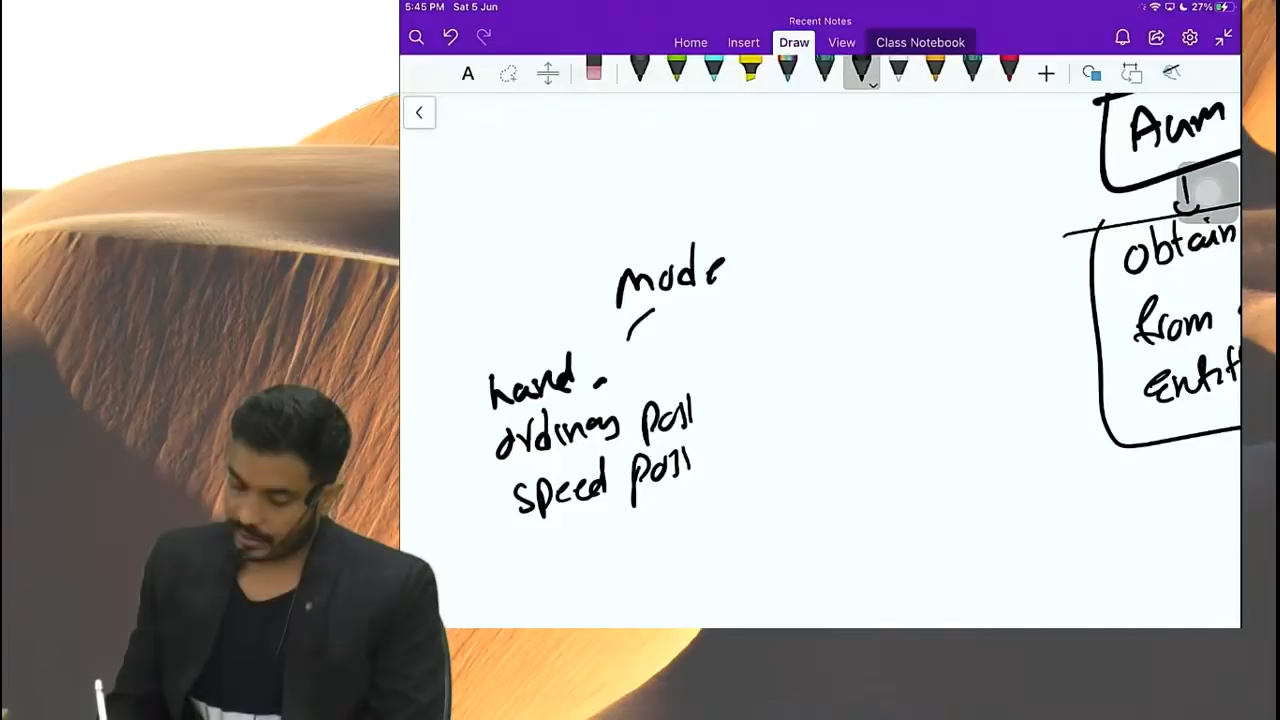 5:45 PM Sat 5 Jun
27%
Recent Notes
Home Insert Draw View Class Notebook
A
Aum
obtain
from
mode
hand
ordinary post
speed post